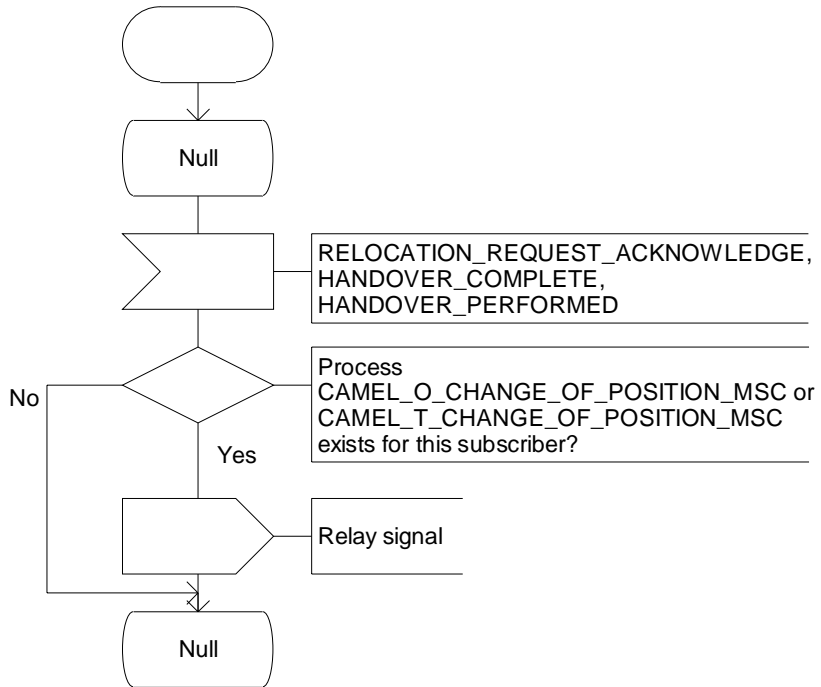 Null
RELOCATION_REQUEST_ACKNOWLEDGE,
HANDOVER_COMPLETE,
HANDOVER_PERFORMED
Process
CAMEL_O_CHANGE_OF_POSITION_MSC or
CAMEL_T_CHANGE_OF_POSITION_MSC
exists for this subscriber?
No
Yes
Relay signal
Null